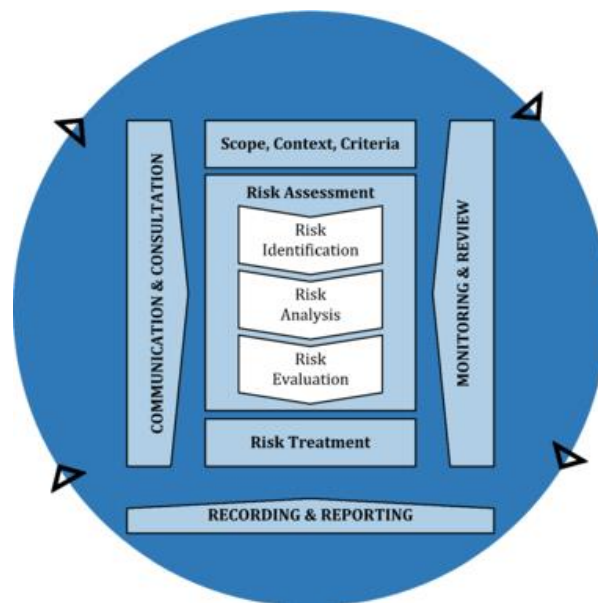 Scope, Context, Criteria
Risk Assessment
Risk
Identification
Risk
Analysis
Risk
Evaluation
Risk Treatment
COMMUNICATION & CONSULTATION
MONITORING & REVIEW
RECORDING & REPORTING